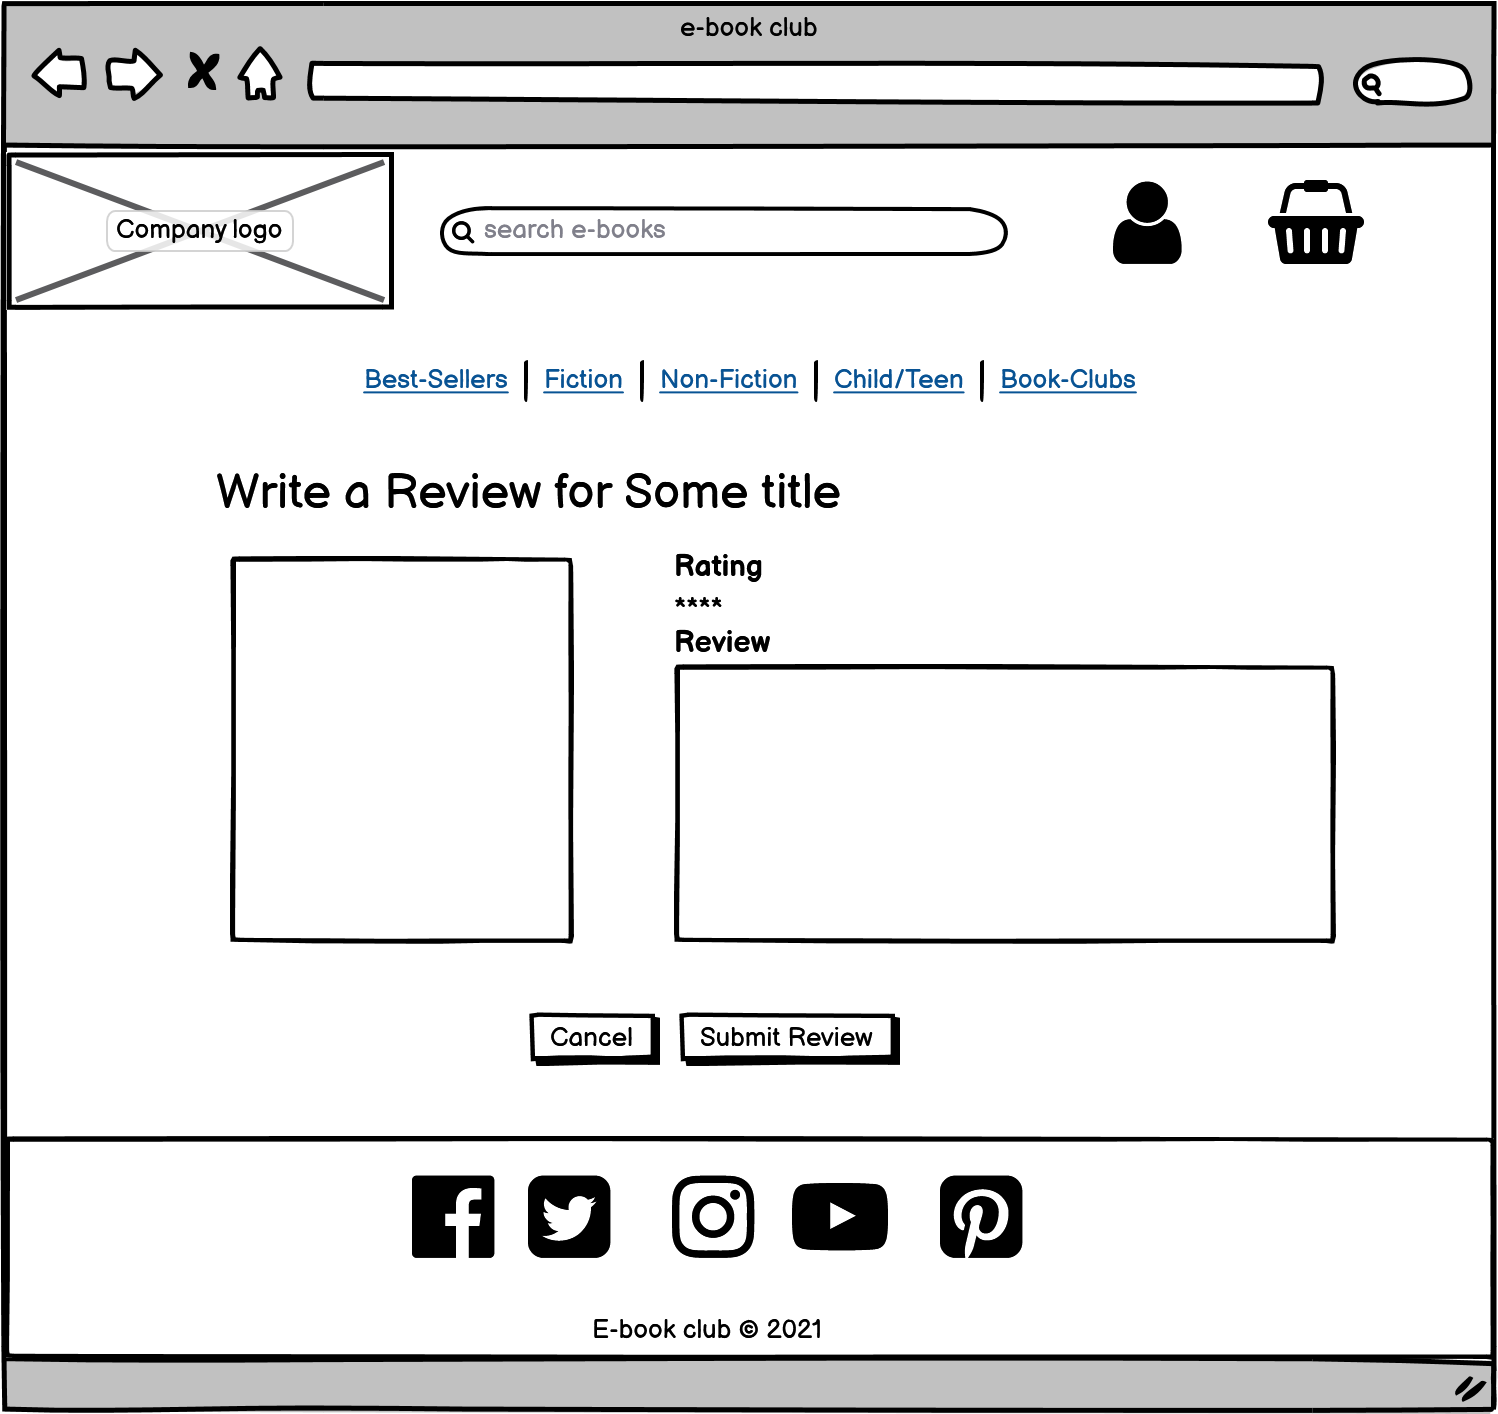 e-book club
Company logo
search e-books
Best-Sellers | Fiction | Non-Fiction | Child/Teen | Book-Clubs
Write a Review for Some title
Rating
****
Review
Cancel
Submit Review
E-book club © 2021